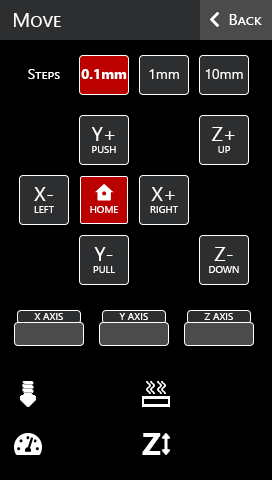 Move
Back
Steps 0.1mm 1mm 10mm
Y+
PUSH
Z+
UP
X-
LEFT
HOME
X+
RIGHT
Y-
PULL
Z-
DOWN
X AXIS Y AXIS Z AXIS
Z